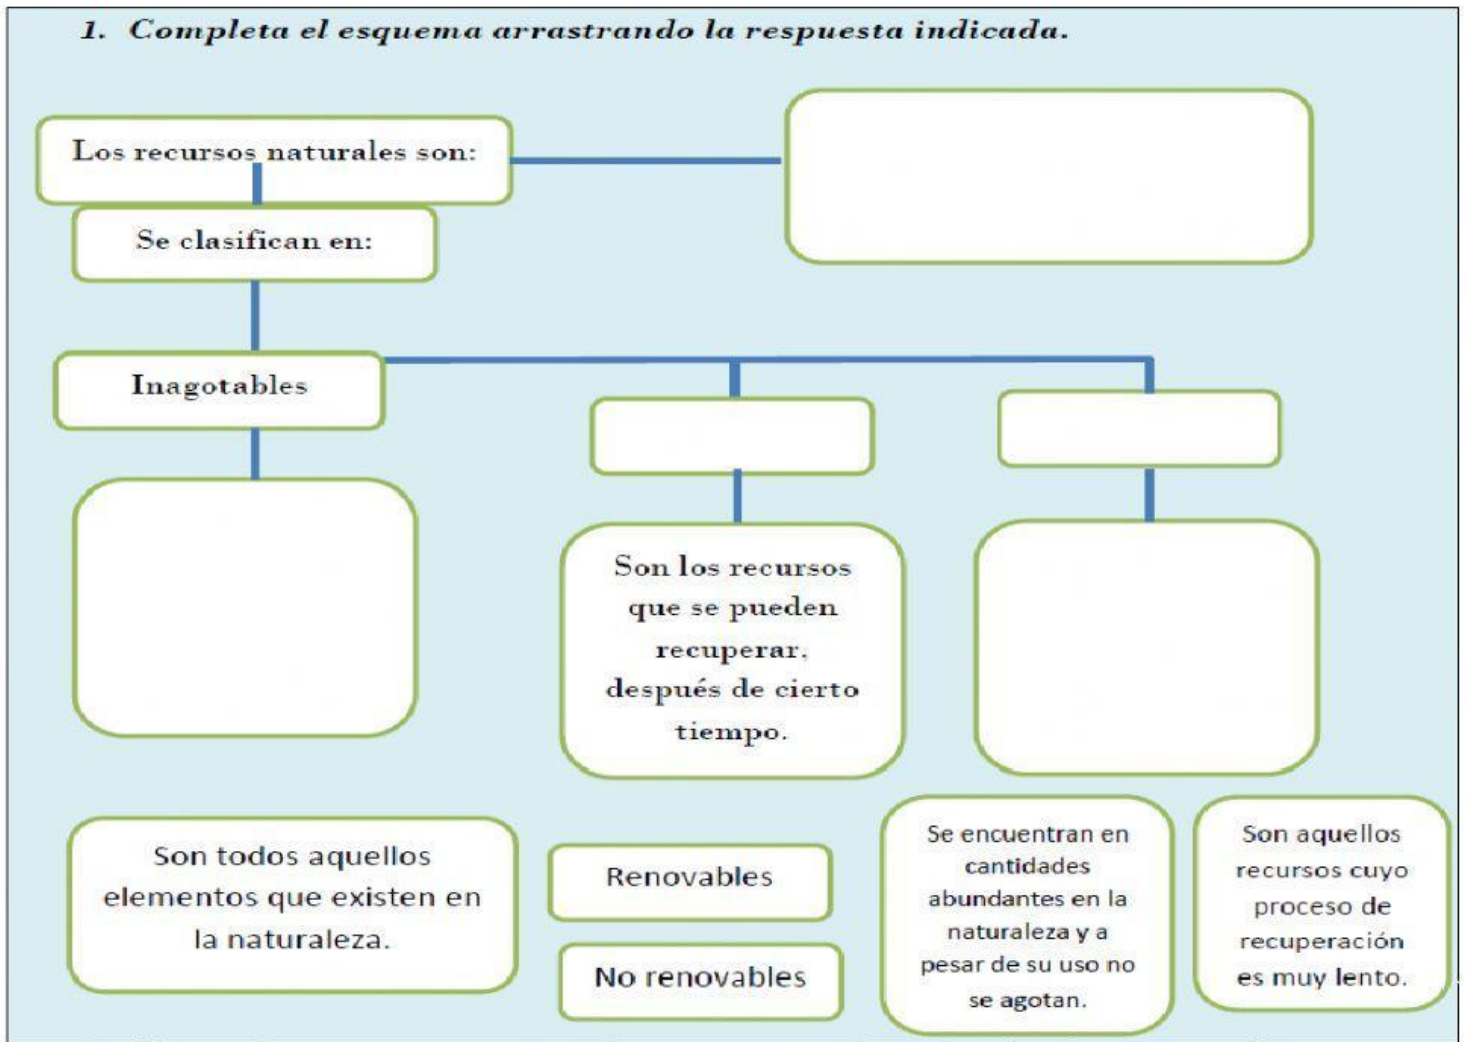 1. Completa el esquema arrastrando la respuesta indicada.
Los recursos naturales son:
Se clasifican en:
Inagotables
Son los recursos
que se pueden
recuperar,
después de cierto
tiempo.
Son todos aquellos
elementos que existen en
la naturaleza.
Renovables
No renovables
Se encuentran en
cantidades
abundantes en la
naturaleza y a
pesar de su uso no
se agotan.
Son aquellos
recursos cuyo
proceso de
recuperación
es muy lento.